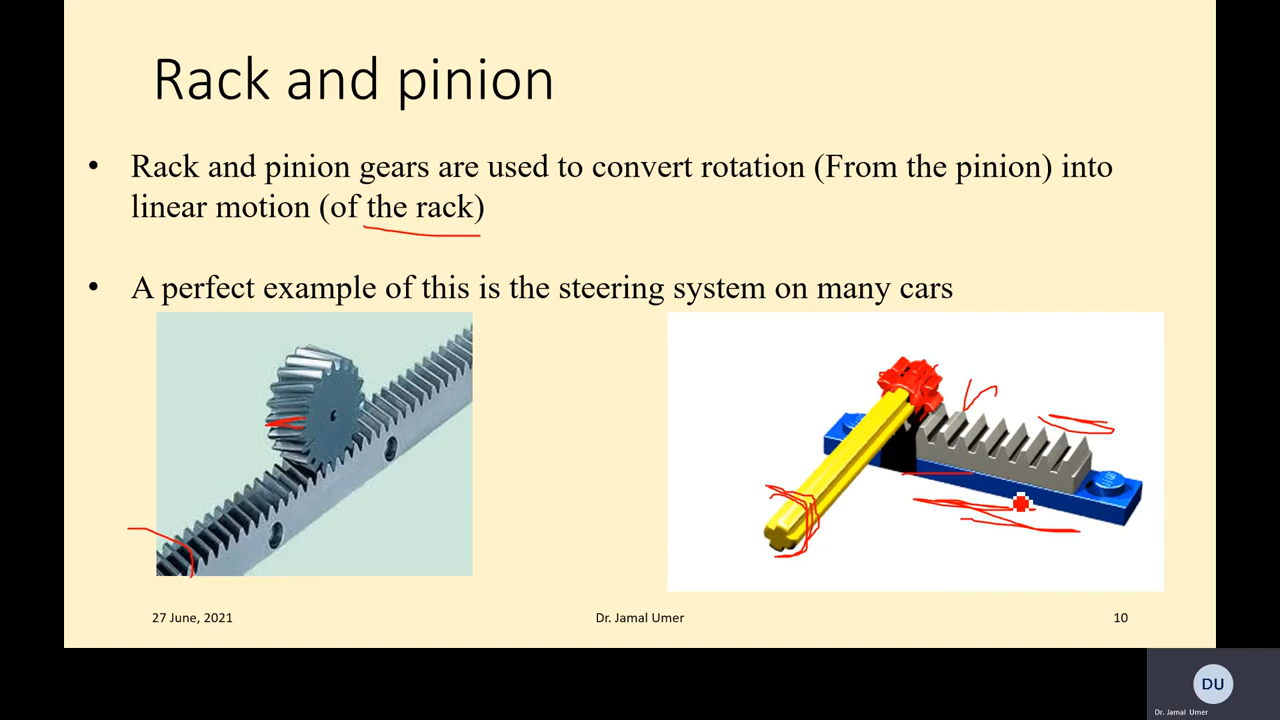 Rack and pinion
• Rack and pinion gears are used to convert rotation (From the pinion) into
linear motion (of the rack)
• A perfect example of this is the steering system on many cars
27 June, 2021
Dr. Jamal Umer
10
DU
Dr. Jamal Umer